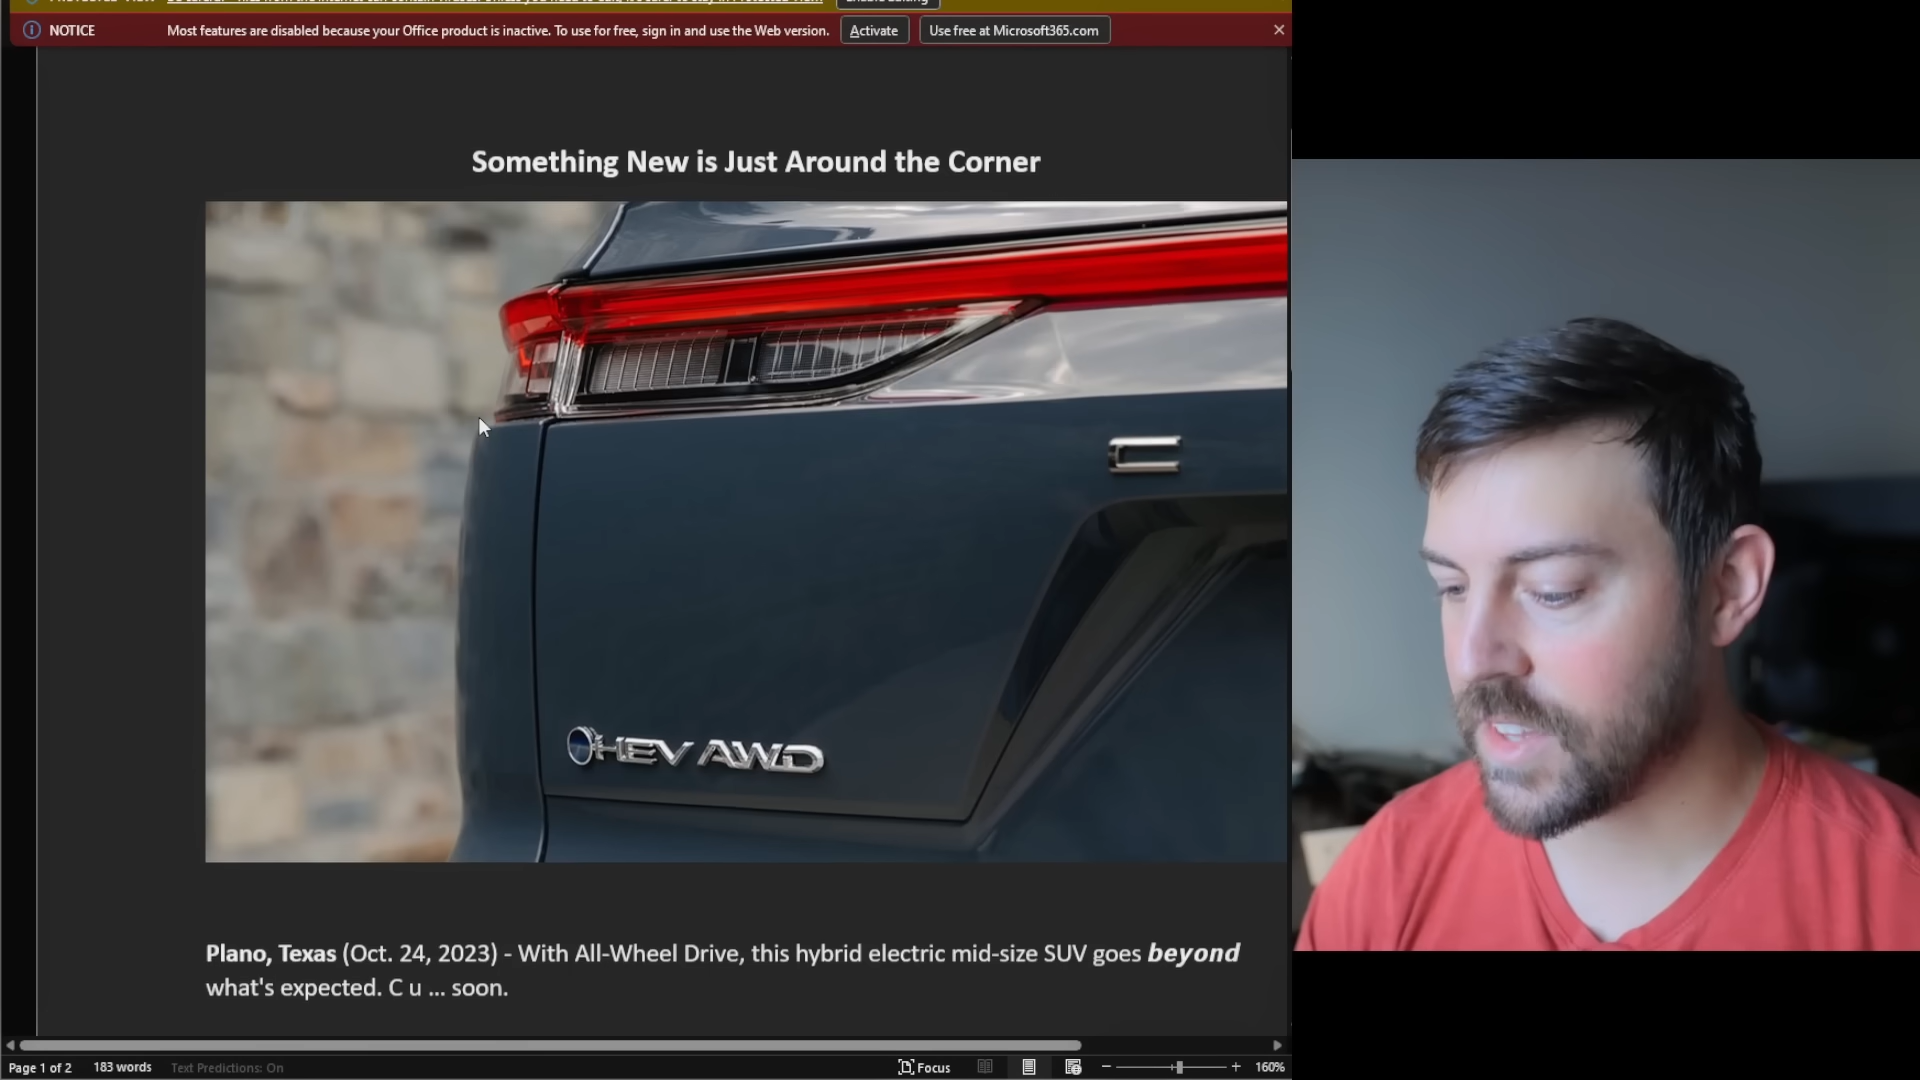 NOTICE Most features are disabled because your Office product is inactive. To use for free, sign in and use the Web version. Activate Use free at Microsoft365.com
Something New is Just Around the Corner
C
HEV AWD
Plano, Texas (Oct. 24, 2023) - With All-Wheel Drive, this hybrid electric mid-size SUV goes beyond
what's expected. C u ... soon.
Page 1 of 2 183 words Text Predictions: On Focus 160%